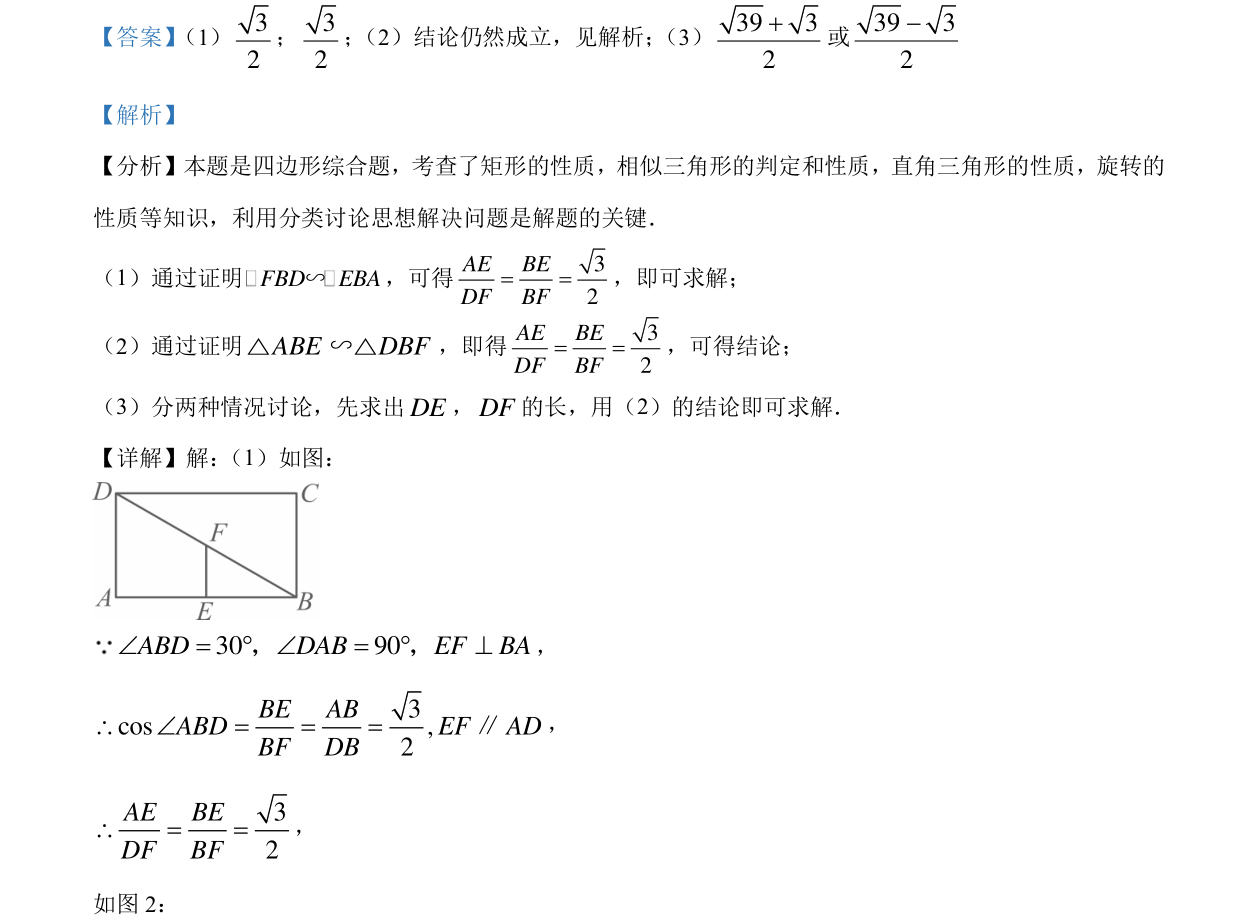 【答案】（1）√3/2；√3/2；（2）结论仍然成立，见解析；（3）(√39+√3)/2 或 (√39−√3)/2
【解析】
【分析】本题是四边形综合题，考查了矩形的性质，相似三角形的判定和性质，直角三角形的性质，旋转的
性质等知识，利用分类讨论思想解决问题是解题的关键．
（1）通过证明□FBD∽□EBA，可得 AE/DF = BE/BF = √3/2，即可求解；
（2）通过证明△ABE∽△DBF，即得 AE/DF = BE/BF = √3/2，可得结论；
（3）分两种情况讨论，先求出DE，DF的长，用（2）的结论即可求解．
【详解】解：（1）如图：
D C
F
A E B
∵∠ABD=30°，∠DAB=90°，EF⊥BA，
∴cos∠ABD = BE/BF = AB/DB = √3/2, EF∥AD，
∴AE/DF = BE/BF = √3/2，
如图 2：